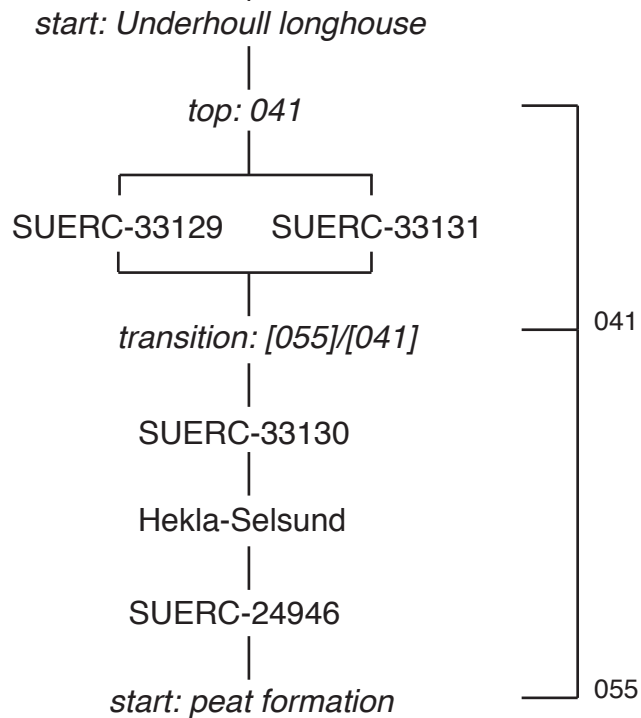 start: Underhoull longhouse
top: 041
SUERC-33129 SUERC-33131
transition: [055]/[041]
041
SUERC-33130
Hekla-Selsund
SUERC-24946
start: peat formation
055